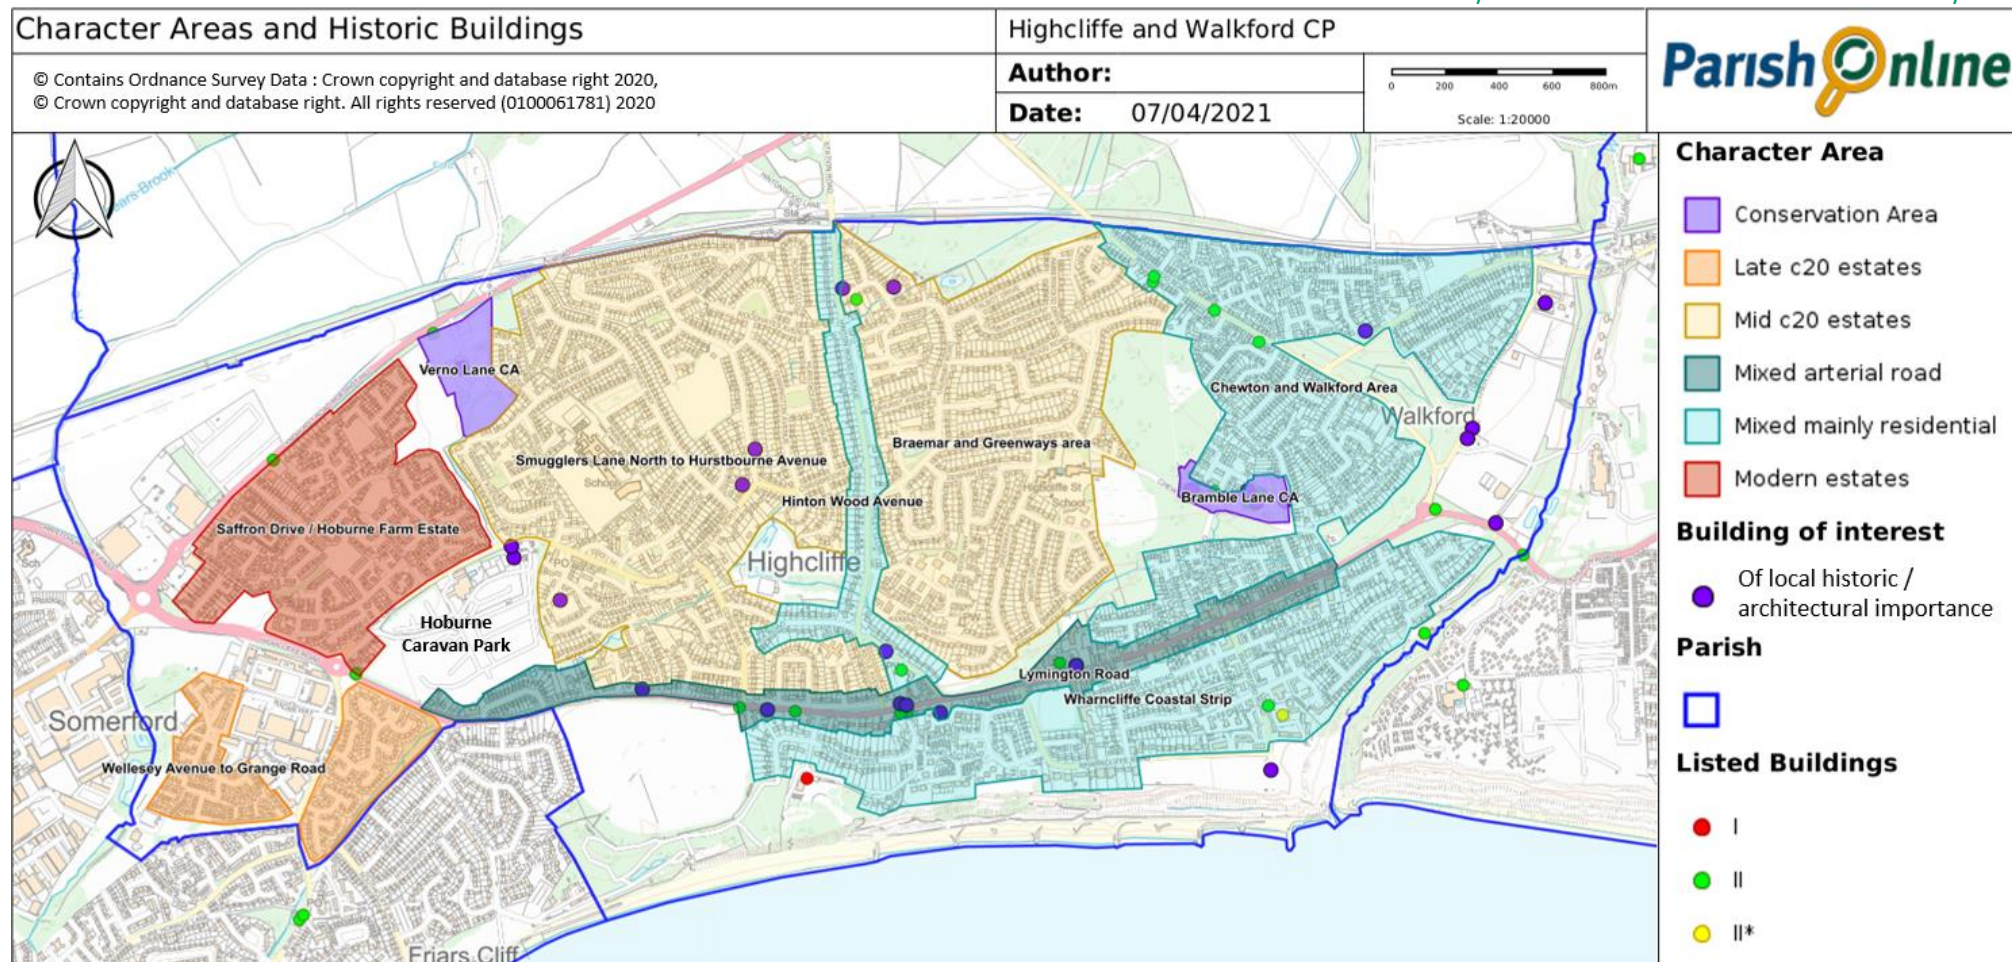 Character Areas and Historic Buildings
Highcliffe and Walkford CP
© Contains Ordnance Survey Data : Crown copyright and database right 2020,
© Crown copyright and database right. All rights reserved (0100061781) 2020
Author:
Date: 07/04/2021
0 200 400 600 800m
Scale: 1:20000
Parish Online
Character Area
Conservation Area
Late c20 estates
Mid c20 estates
Mixed arterial road
Mixed mainly residential
Modern estates
Building of interest
Of local historic /
architectural importance
Parish
Listed Buildings
I
II
II*
Verno Lane CA
Smugglers Lane North to Hurstbourne Avenue
Braemar and Greenways area
Chewton and Walkford Area
Walkford
Hinton Wood Avenue
Bramble Lane CA
Saffron Drive / Hoburne Farm Estate
Highcliffe
Hoburne
Caravan Park
Lymington Road
Wharncliffe Coastal Strip
Somerford
Wellesey Avenue to Grange Road
Friars Cliff
Sta
Sch
PO
School